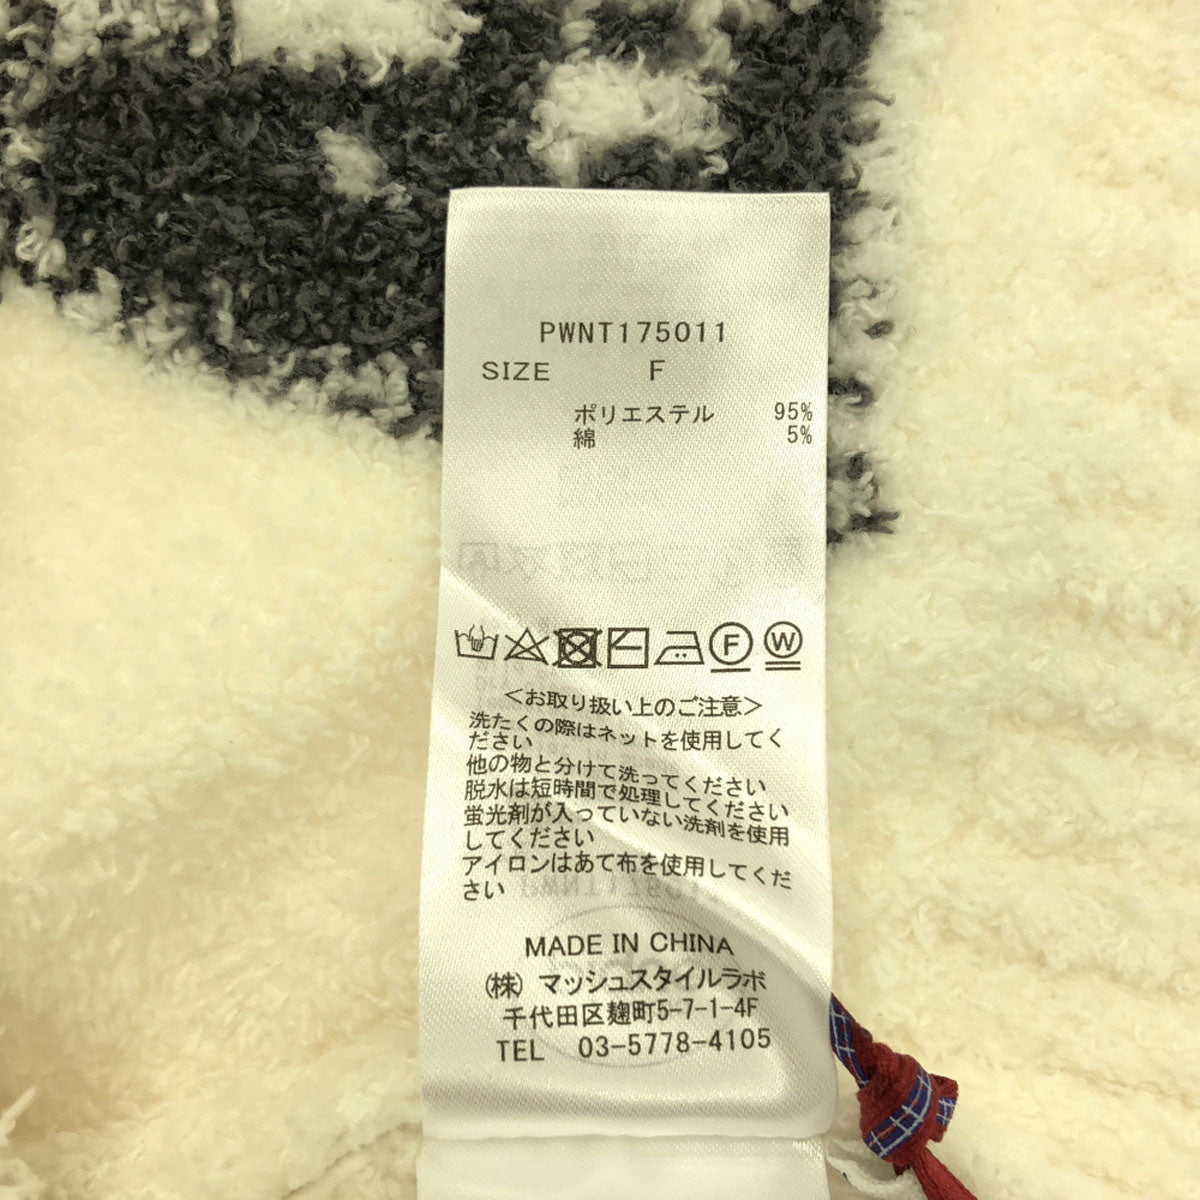 PWNT175011
SIZE F
ポリエステル 95%
綿 5%
F W
<お取り扱い上のご注意>
洗たくの際はネットを使用してく
ださい
他の物と分けて洗ってください
脱水は短時間で処理してください
蛍光剤が入っていない洗剤を使用
してください
アイロンはあて布を使用してくだ
さい
MADE IN CHINA
(株) マッシュスタイルラボ
千代田区麹町5-7-1-4F
TEL 03-5778-4105